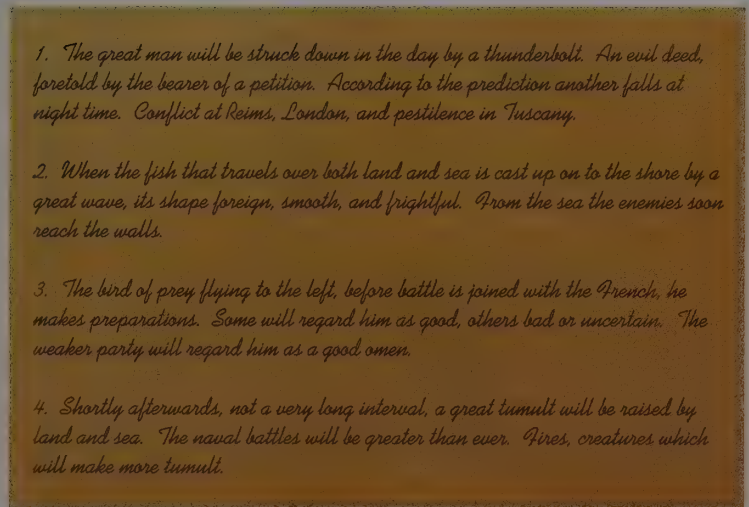 1. The great man will be struck down in the day by a thunderbolt. An evil deed,
foretold by the bearer of a petition. According to the prediction another falls at
night time. Conflict at Reims, London, and pestilence in Tuscany.
2. When the fish that travels over both land and sea is cast up on to the shore by a
great wave, its shape foreign, smooth, and frightful. From the sea the enemies soon
reach the walls.
3. The bird of prey flying to the left, before battle is joined with the French, he
makes preparations. Some will regard him as good, others bad or uncertain. The
weaker party will regard him as a good omen.
4. Shortly afterwards, not a very long interval, a great tumult will be raised by
land and sea. The naval battles will be greater than ever. Fires, creatures which
will make more tumult.